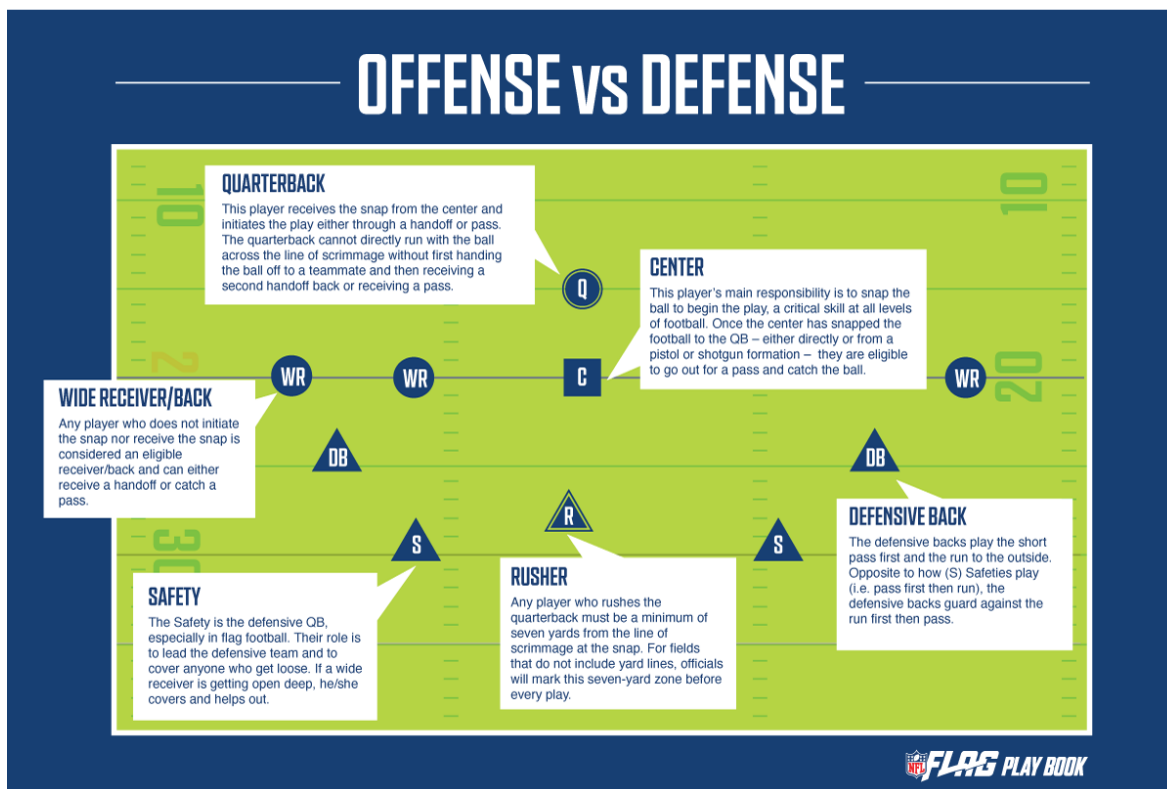 OFFENSE VS DEFENSE
10
10
QUARTERBACK
This player receives the snap from the center and
initiates the play either through a handoff or pass.
The quarterback cannot directly run with the ball
across the line of scrimmage without first handing
the ball off to a teammate and then receiving a
second handoff back or receiving a pass.
Q
CENTER
This player's main responsibility is to snap the
ball to begin the play, a critical skill at all levels
of football. Once the center has snapped the
football to the QB – either directly or from a
pistol or shotgun formation – they are eligible
to go out for a pass and catch the ball.
2
WR
WR
C
WR
20
WIDE RECEIVER/BACK
Any player who does not initiate
the snap nor receive the snap is
considered an eligible
receiver/back and can either
receive a handoff or catch a
pass.
DB
DB
R
S
S
30
DEFENSIVE BACK
The defensive backs play the short
pass first and the run to the outside.
Opposite to how (S) Safeties play
(i.e. pass first then run), the
defensive backs guard against the
run first then pass.
SAFETY
The Safety is the defensive QB,
especially in flag football. Their role is
to lead the defensive team and to
cover anyone who get loose. If a wide
receiver is getting open deep, he/she
covers and helps out.
RUSHER
Any player who rushes the
quarterback must be a minimum of
seven yards from the line of
scrimmage at the snap. For fields
that do not include yard lines, officials
will mark this seven-yard zone before
every play.
NFL FLAG PLAY BOOK